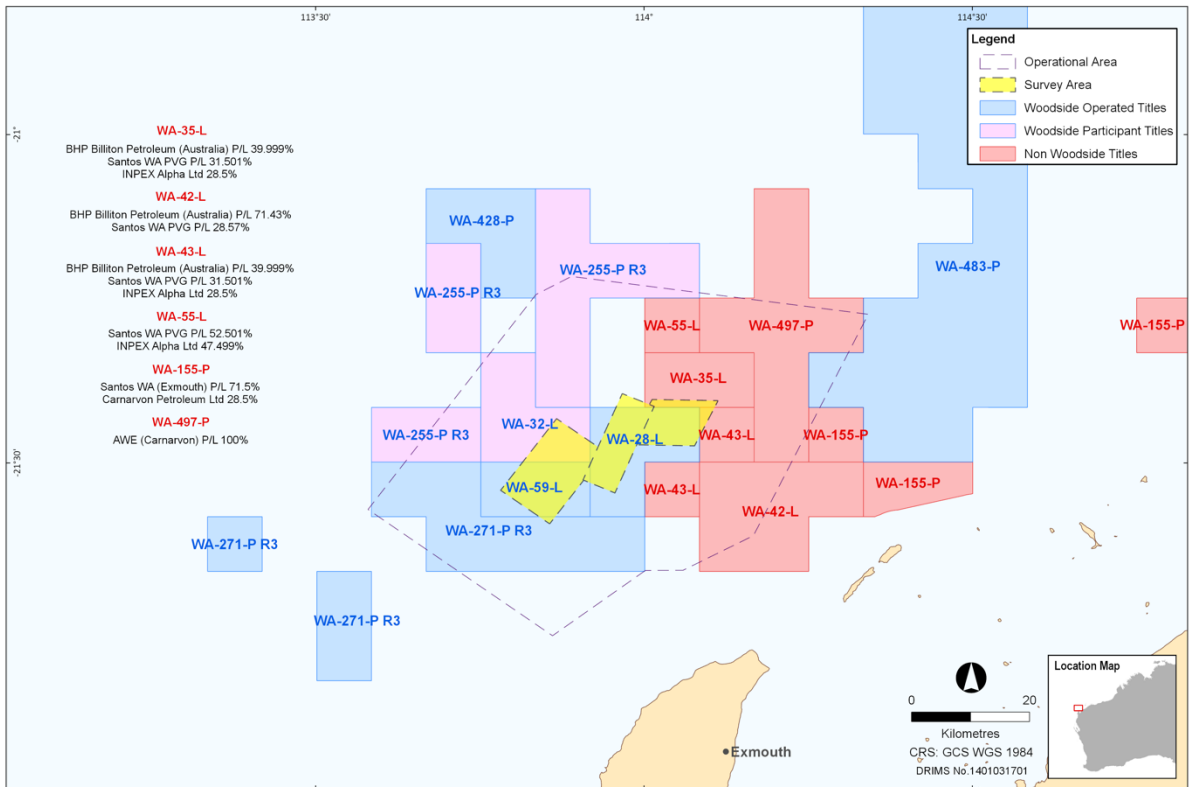 113°30'
114°
114°30'
Legend
Operational Area
Survey Area
Woodside Operated Titles
Woodside Participant Titles
Non Woodside Titles
-21°
WA-35-L
BHP Billiton Petroleum (Australia) P/L 39.999%
Santos WA PVG P/L 31.501%
INPEX Alpha Ltd 28.5%
WA-42-L
BHP Billiton Petroleum (Australia) P/L 71.43%
Santos WA PVG P/L 28.57%
WA-43-L
BHP Billiton Petroleum (Australia) P/L 39.999%
Santos WA PVG P/L 31.501%
INPEX Alpha Ltd 28.5%
WA-55-L
Santos WA PVG P/L 52.501%
INPEX Alpha Ltd 47.499%
WA-155-P
Santos WA (Exmouth) P/L 71.5%
Carnarvon Petroleum Ltd 28.5%
WA-497-P
AWE (Carnarvon) P/L 100%
-21°30'
WA-428-P
WA-255-P R3
WA-483-P
WA-255-P R3
WA-55-L
WA-497-P
WA-155-P
WA-35-L
WA-255-P R3
WA-32-L
WA-28-L
WA-43-L
WA-155-P
WA-59-L
WA-43-L
WA-155-P
WA-42-L
WA-271-P R3
WA-271-P R3
WA-271-P R3
Exmouth
0
20
Kilometres
CRS: GCS WGS 1984
DRIMS No.1401031701
Location Map